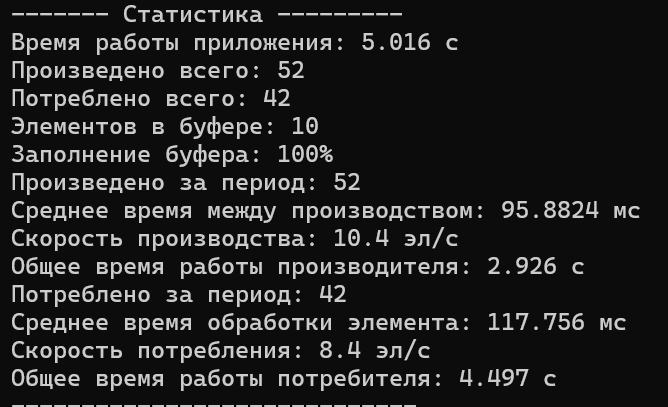 ------- Статистика ---------
Время работы приложения: 5.016 с
Произведено всего: 52
Потреблено всего: 42
Элементов в буфере: 10
Заполнение буфера: 100%
Произведено за период: 52
Среднее время между производством: 95.8824 мс
Скорость производства: 10.4 эл/с
Общее время работы производителя: 2.926 с
Потреблено за период: 42
Среднее время обработки элемента: 117.756 мс
Скорость потребления: 8.4 эл/с
Общее время работы потребителя: 4.497 с
-----------------------------